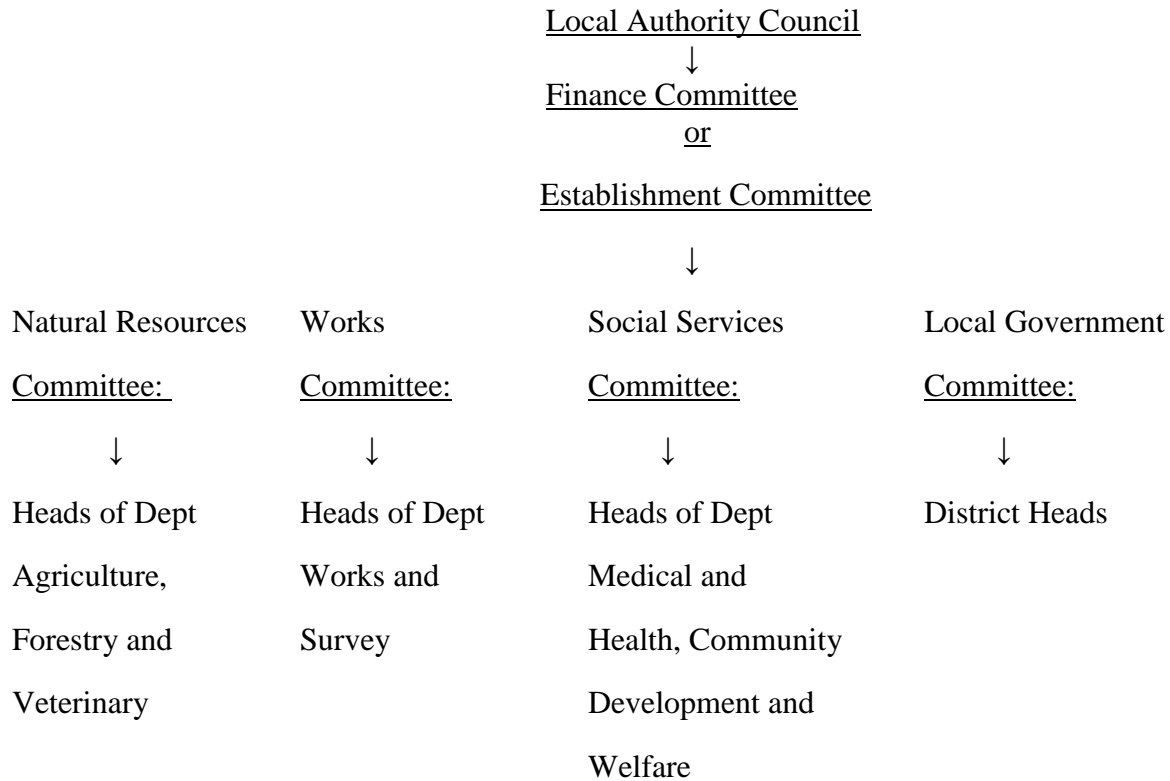 Local Authority Council
↓
Finance Committee
or
Establishment Committee
↓
Natural Resources Works Social Services Local Government
Committee: Committee: Committee: Committee:
↓ ↓ ↓ ↓
Heads of Dept Heads of Dept Heads of Dept District Heads
Agriculture, Works and Medical and
Forestry and Survey Health, Community
Veterinary Development and
Welfare